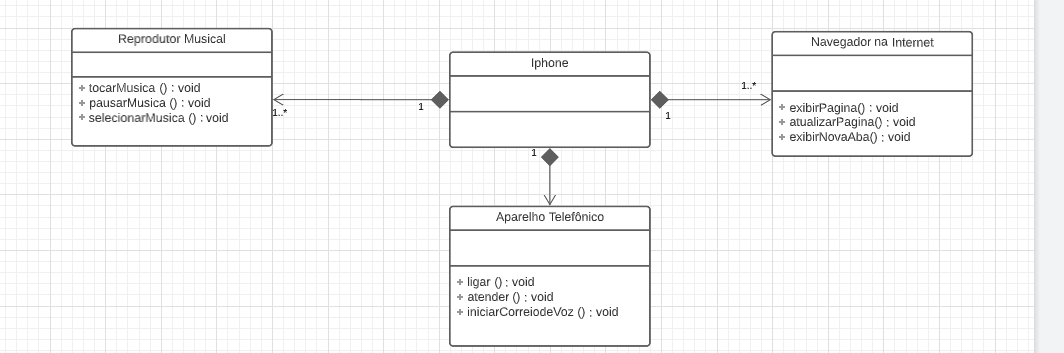 Reprodutor Musical
+ tocarMusica () : void
+ pausarMusica () : void
+ selecionarMusica () : void
1..*
1
Iphone
1
1
1..*
Navegador na Internet
+ exibirPagina() : void
+ atualizarPagina() : void
+ exibirNovaAba() : void
Aparelho Telefônico
+ ligar () : void
+ atender () : void
+ iniciarCorreiodeVoz () : void